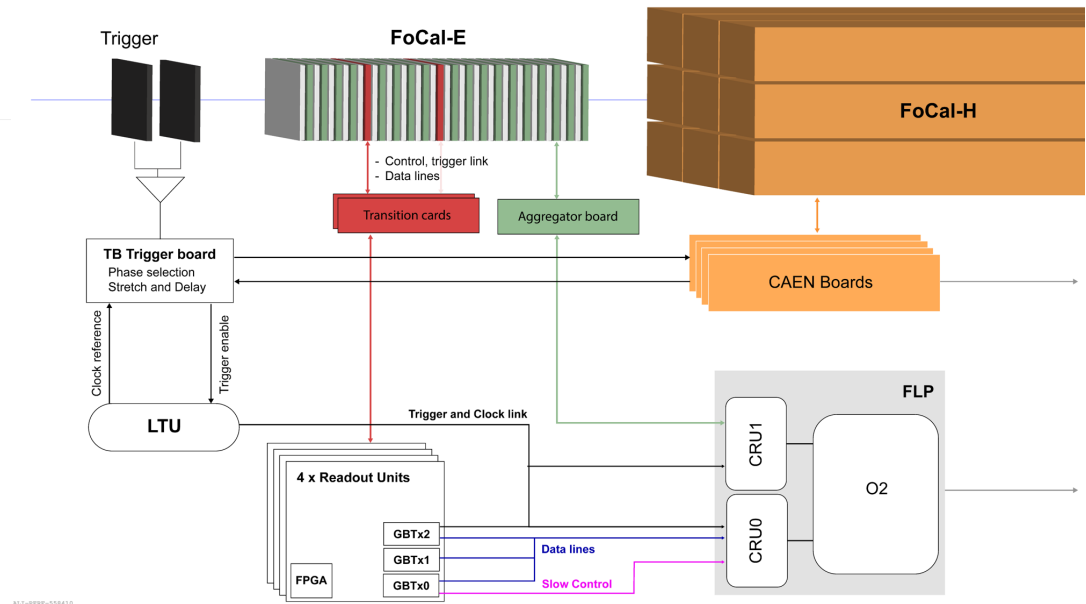 Trigger
FoCal-E
FoCal-H
- Control, trigger link
- Data lines
Transition cards
Aggregator board
TB Trigger board
Phase selection
Stretch and Delay
CAEN Boards
Clock reference
Trigger enable
LTU
Trigger and Clock link
FLP
CRU1
O2
4 x Readout Units
CRU0
GBTx2
Data lines
GBTx1
FPGA
GBTx0
Slow Control